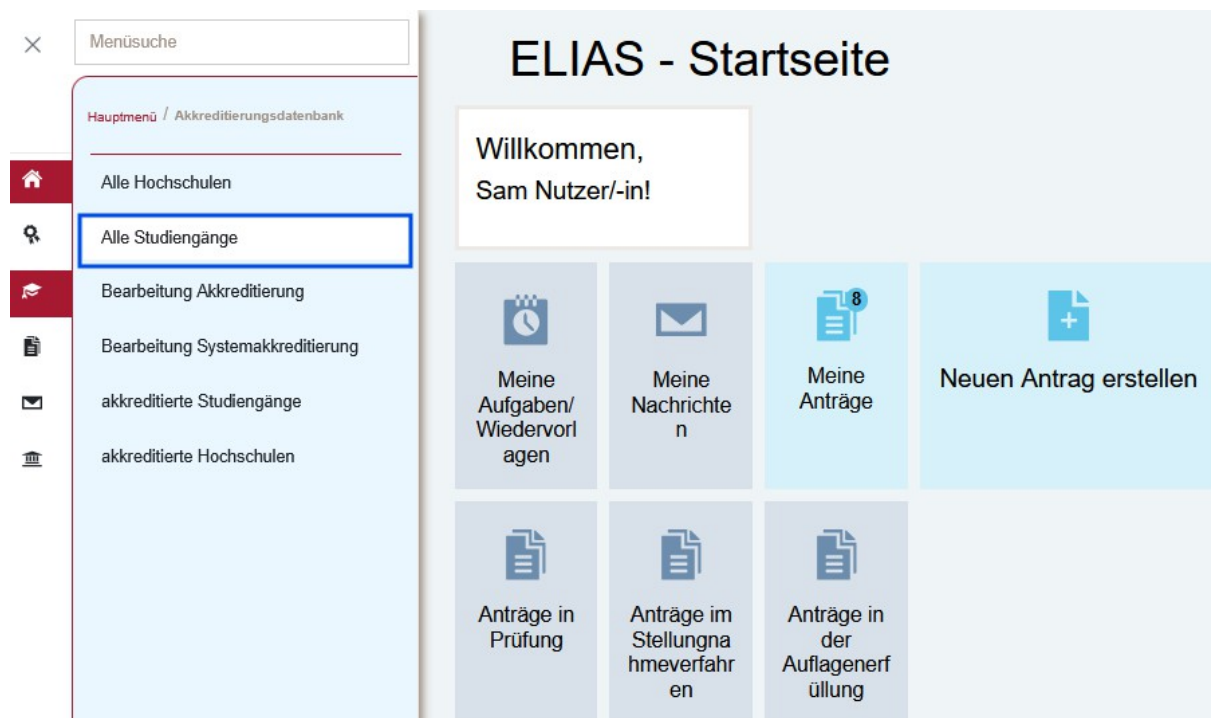 Menüsuche
Hauptmenü / Akkreditierungsdatenbank
Alle Hochschulen
Alle Studiengänge
Bearbeitung Akkreditierung
Bearbeitung Systemakkreditierung
akkreditierte Studiengänge
akkreditierte Hochschulen
ELIAS - Startseite
Willkommen,
Sam Nutzer/-in!
Meine
Aufgaben/
Wiedervorl
agen
Meine
Nachrichte
n
8
Meine
Anträge
Neuen Antrag erstellen
Anträge in
Prüfung
Anträge im
Stellungna
hmeverfahr
en
Anträge in
der
Auflagenerf
üllung